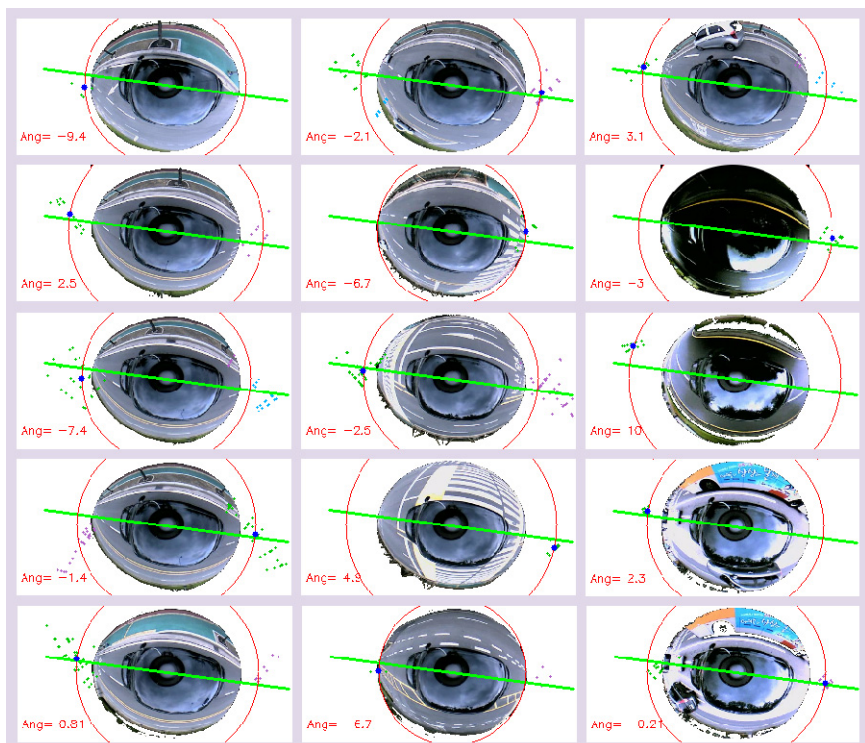 Ang= −9.4
Ang= −2.1
Ang= 3.1
Ang= 2.5
Ang= −6.7
Ang= −3
Ang= −7.4
Ang= −2.5
Ang= 10
Ang= −1.4
Ang= 4.9
Ang= 2.3
Ang= 0.81
Ang= 6.7
Ang= 0.21